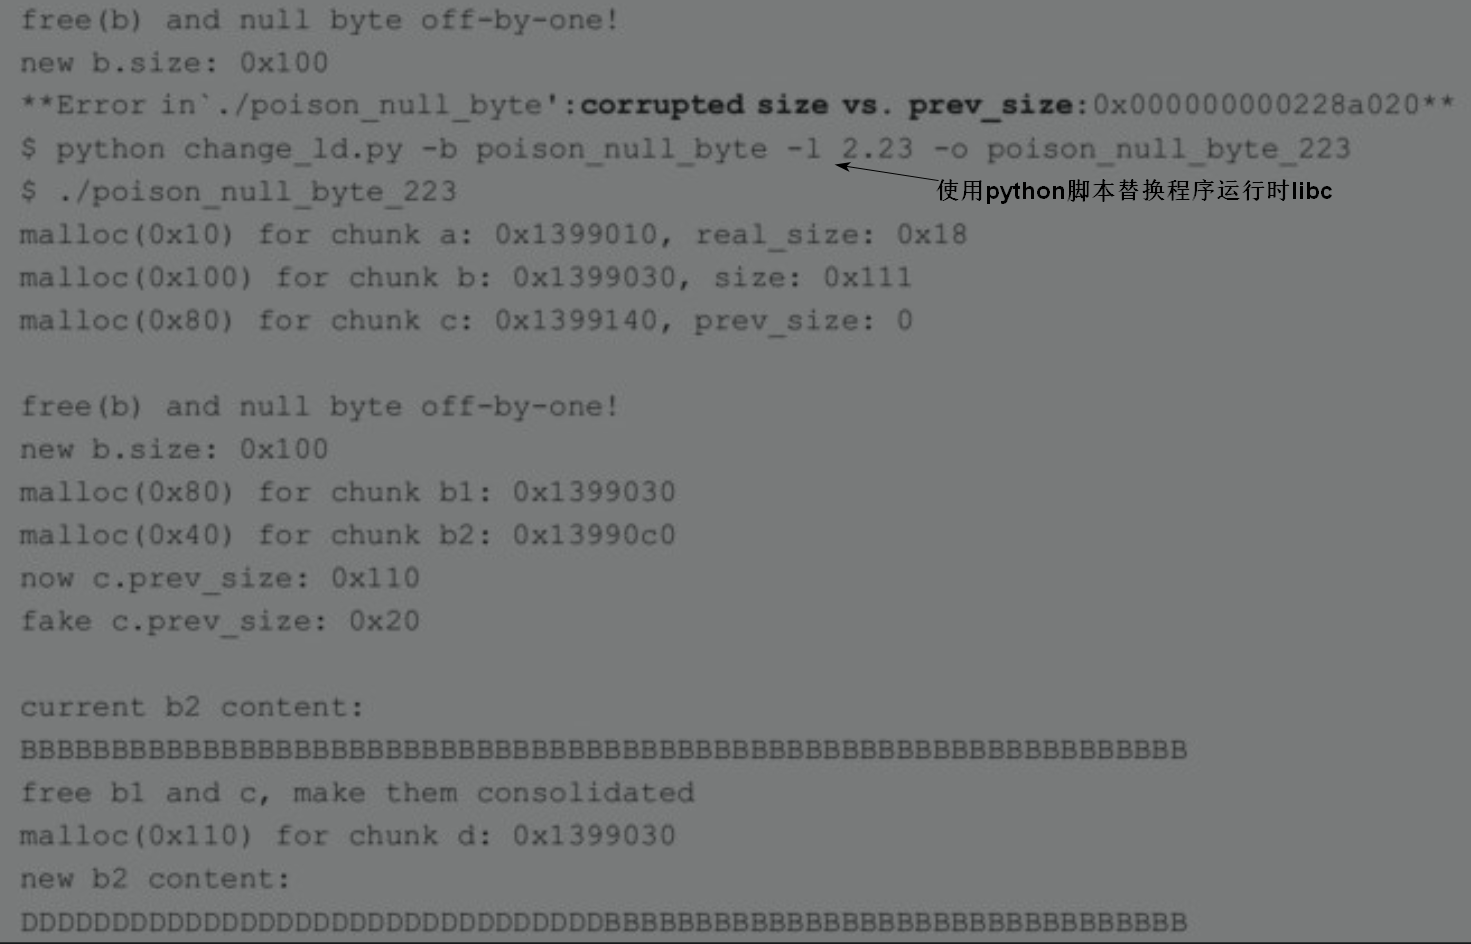 free(b) and null byte off-by-one!
new b.size: 0x100
**Error in`./poison_null_byte':corrupted size vs. prev_size:0x000000000228a020**
$ python change_ld.py -b poison_null_byte -l 2.23 -o poison_null_byte_223
$ ./poison_null_byte_223
使用python脚本替换程序运行时libc
malloc(0x10) for chunk a: 0x1399010, real_size: 0x18
malloc(0x100) for chunk b: 0x1399030, size: 0x111
malloc(0x80) for chunk c: 0x1399140, prev_size: 0
free(b) and null byte off-by-one!
new b.size: 0x100
malloc(0x80) for chunk b1: 0x1399030
malloc(0x40) for chunk b2: 0x13990c0
now c.prev_size: 0x110
fake c.prev_size: 0x20
current b2 content:
BBBBBBBBBBBBBBBBBBBBBBBBBBBBBBBBBBBBBBBBBBBBBBBBBBBBBBBBBBBBBBBB
free b1 and c, make them consolidated
malloc(0x110) for chunk d: 0x1399030
new b2 content:
DDDDDDDDDDDDDDDDDDDDDDDDDDDDDDDDBBBBBBBBBBBBBBBBBBBBBBBBBBBBBBBB